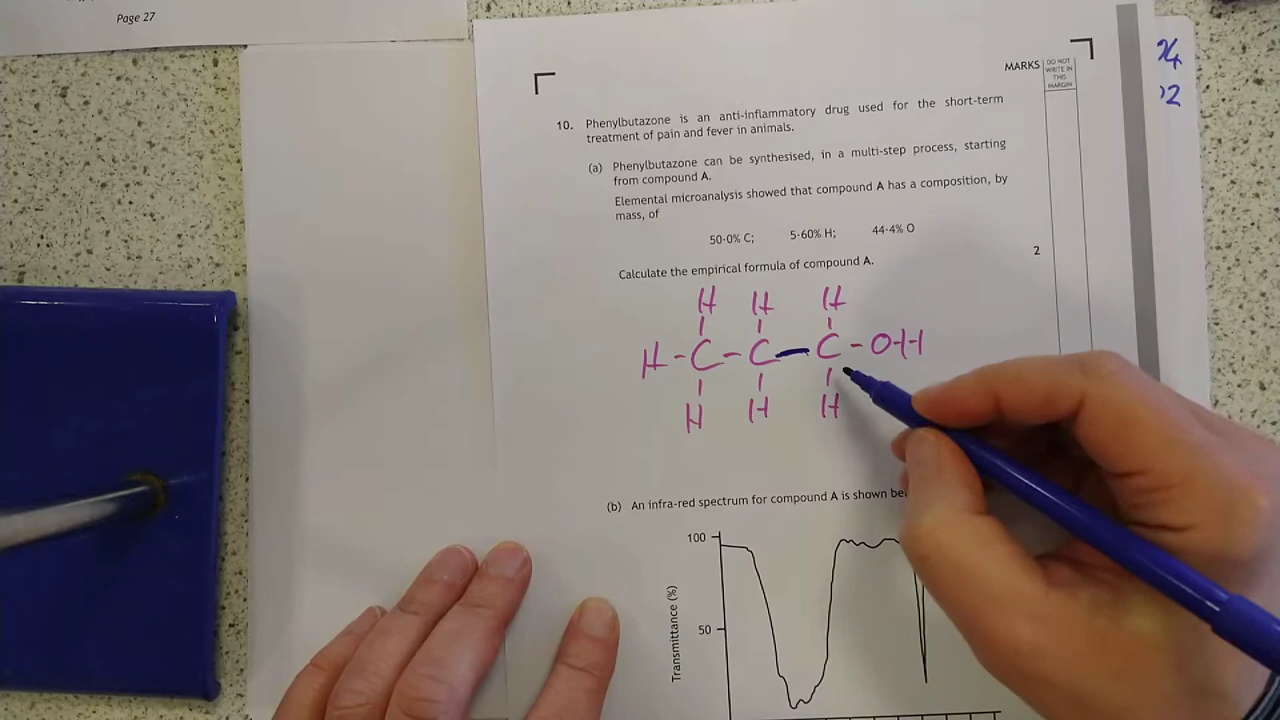 Page 27
MARKS
DO NOT
WRITE IN
THIS
MARGIN
10. Phenylbutazone is an anti-inflammatory drug used for the short-term
treatment of pain and fever in animals.
(a) Phenylbutazone can be synthesised, in a multi-step process, starting
from compound A.
Elemental microanalysis showed that compound A has a composition, by
mass, of
50·0% C; 5·60% H; 44·4% O
Calculate the empirical formula of compound A.
2
H H H
H - C - C - C - OH
H H H
(b) An infra-red spectrum for compound A is shown
100
50
Transmittance (%)